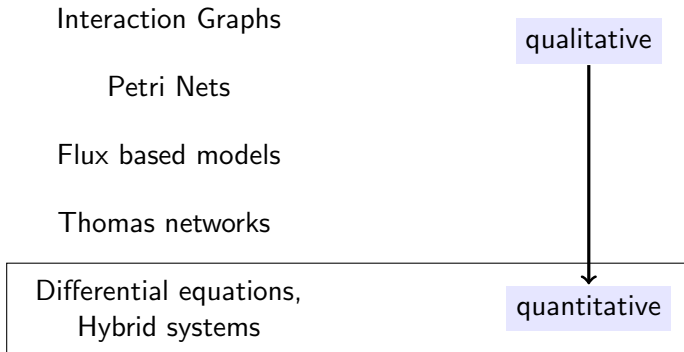 Interaction Graphs
qualitative
Petri Nets
Flux based models
Thomas networks
Differential equations,
Hybrid systems
quantitative